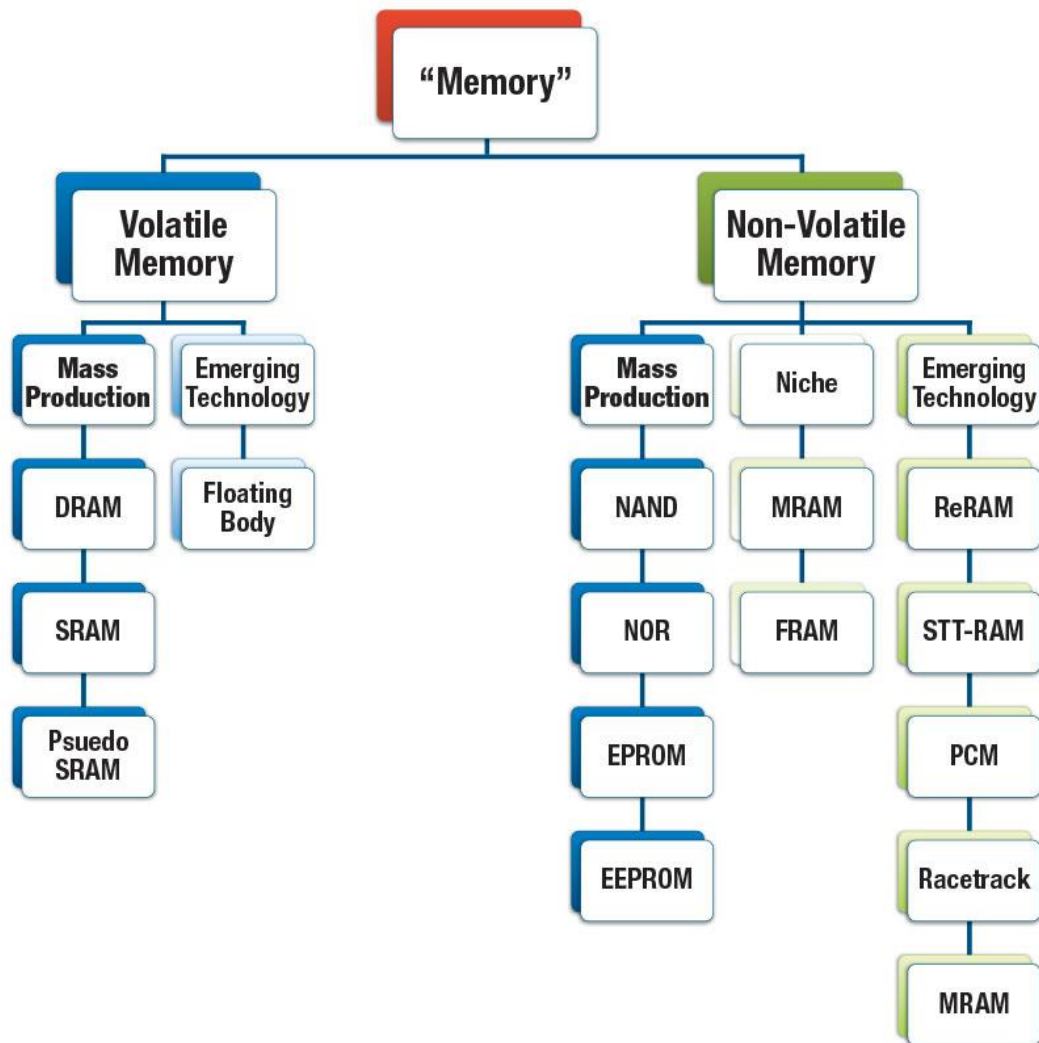 “Memory”
Volatile
Memory
Non-Volatile
Memory
Mass
Production
Emerging
Technology
Mass
Production
Niche
Emerging
Technology
DRAM
Floating
Body
NAND
MRAM
ReRAM
SRAM
NOR
FRAM
STT-RAM
Psuedo
SRAM
EPROM
PCM
EEPROM
Racetrack
MRAM